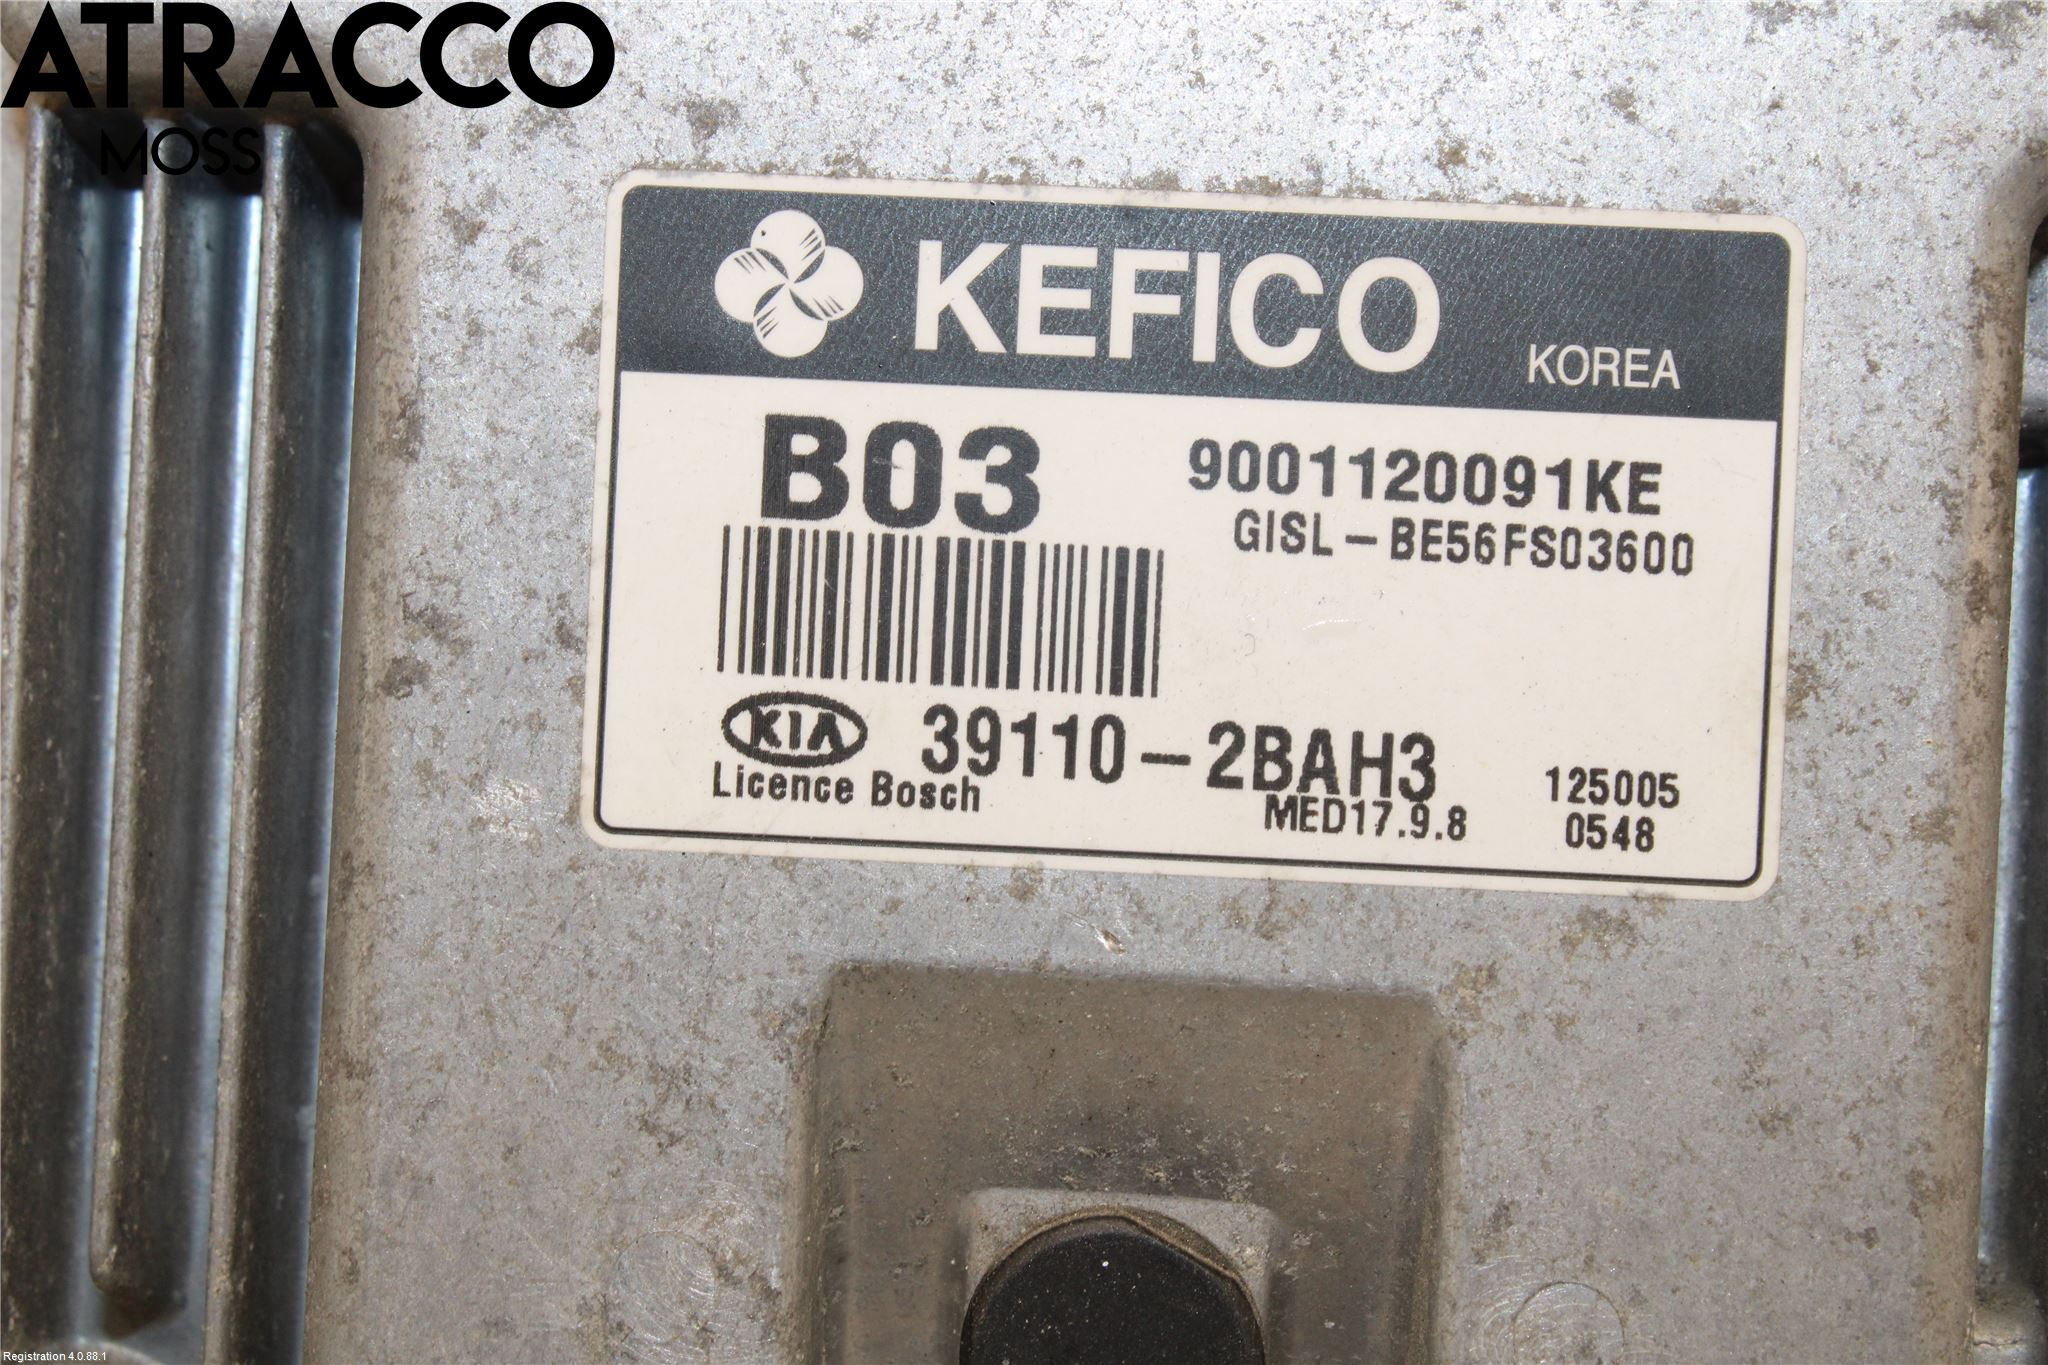 ATRACCO
MOSS
KEFICO KOREA
B03
9001120091KE
GISL-BE56FS03600
KIA 39110-2BAH3
Licence Bosch
MED17.9.8
125005
0548
Registration 4.0.88.1